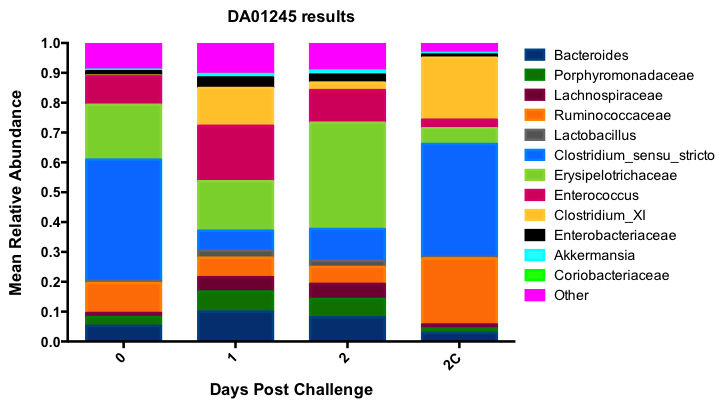 DA01245 results
Mean Relative Abundance
1.0
0.9
0.8
0.7
0.6
0.5
0.4
0.3
0.2
0.1
0.0
0
1
2
2C
Days Post Challenge
Bacteroides
Porphyromonadaceae
Lachnospiraceae
Ruminococcaceae
Lactobacillus
Clostridium_sensu_stricto
Erysipelotrichaceae
Enterococcus
Clostridium_XI
Enterobacteriaceae
Akkermansia
Coriobacteriaceae
Other